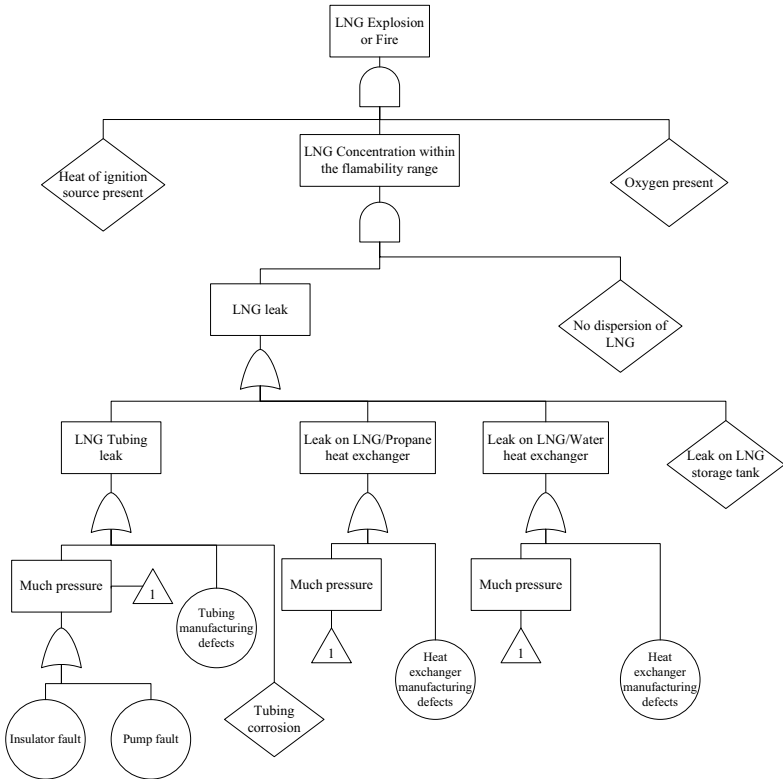 LNG Explosion
or Fire
Heat of ignition
source present
LNG Concentration within
the flamability range
Oxygen present
LNG leak
No dispersion of
LNG
LNG Tubing
leak
Leak on LNG/Propane
heat exchanger
Leak on LNG/Water
heat exchanger
Leak on LNG
storage tank
Much pressure
1
Tubing
manufacturing
defects
Much pressure
1
Heat
exchanger
manufacturing
defects
Much pressure
1
Heat
exchanger
manufacturing
defects
Insulator fault
Pump fault
Tubing
corrosion